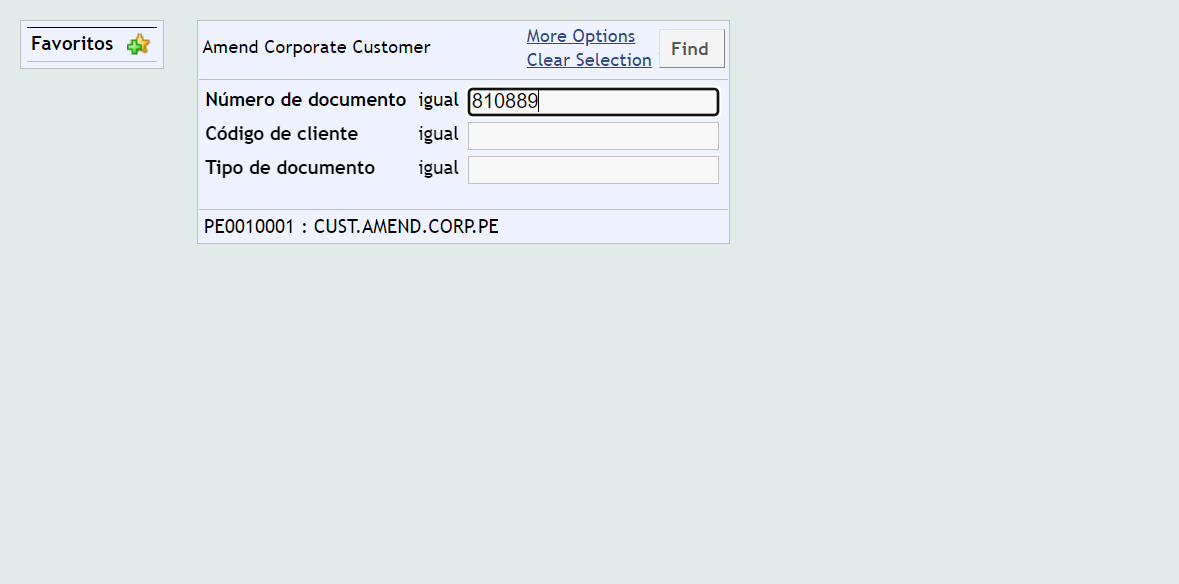 Favoritos
Amend Corporate Customer
More Options
Clear Selection
Find
Número de documento igual 810889
Código de cliente igual
Tipo de documento igual
PE0010001 : CUST.AMEND.CORP.PE